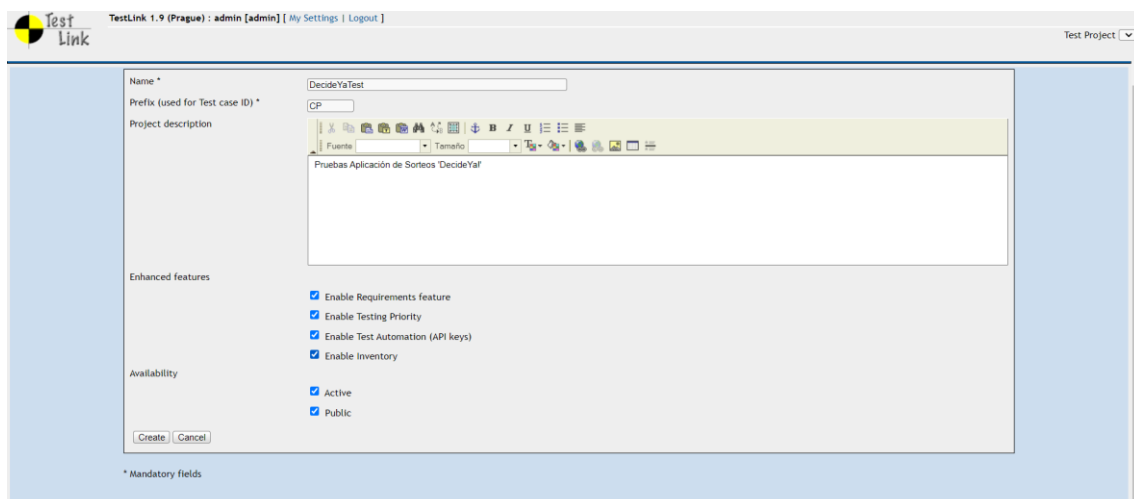 Test
Link
TestLink 1.9 (Prague) : admin [admin] [ My Settings | Logout ]
Test Project
Name *
DecideYaTest
Prefix (used for Test case ID) *
CP
Project description
B I U
Fuente
Tamaño
Pruebas Aplicación de Sorteos 'DecideYa!'
Enhanced features
Enable Requirements feature
Enable Testing Priority
Enable Test Automation (API keys)
Enable Inventory
Availability
Active
Public
Create Cancel
* Mandatory fields